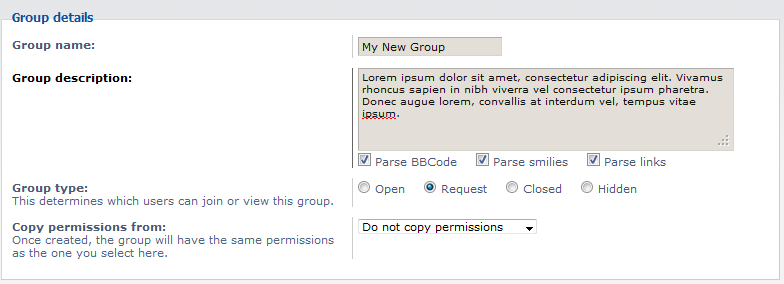 Group details
Group name:
My New Group
Group description:
Lorem ipsum dolor sit amet, consectetur adipiscing elit. Vivamus
rhoncus sapien in nibh viverra vel consectetur ipsum pharetra.
Donec augue lorem, convallis at interdum vel, tempus vitae
ipsum.
Parse BBCode Parse smilies Parse links
Group type:
This determines which users can join or view this group.
Open Request Closed Hidden
Copy permissions from:
Once created, the group will have the same permissions
as the one you select here.
Do not copy permissions